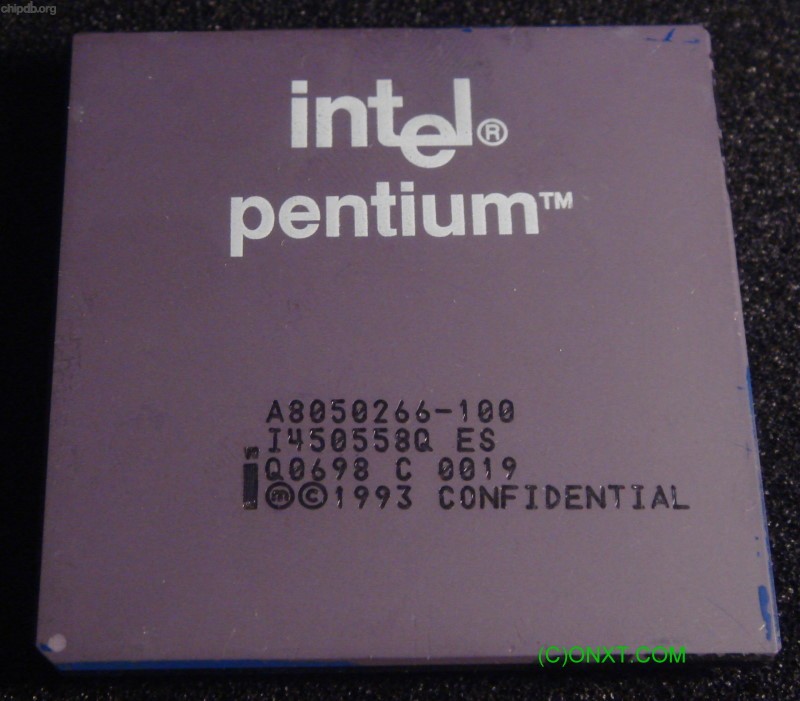 chipdb.org
intel®
pentium™
A8050266-100
I450558Q ES
Q0698 C 0019
ⓜ©1993 CONFIDENTIAL
(C)ONXT.COM